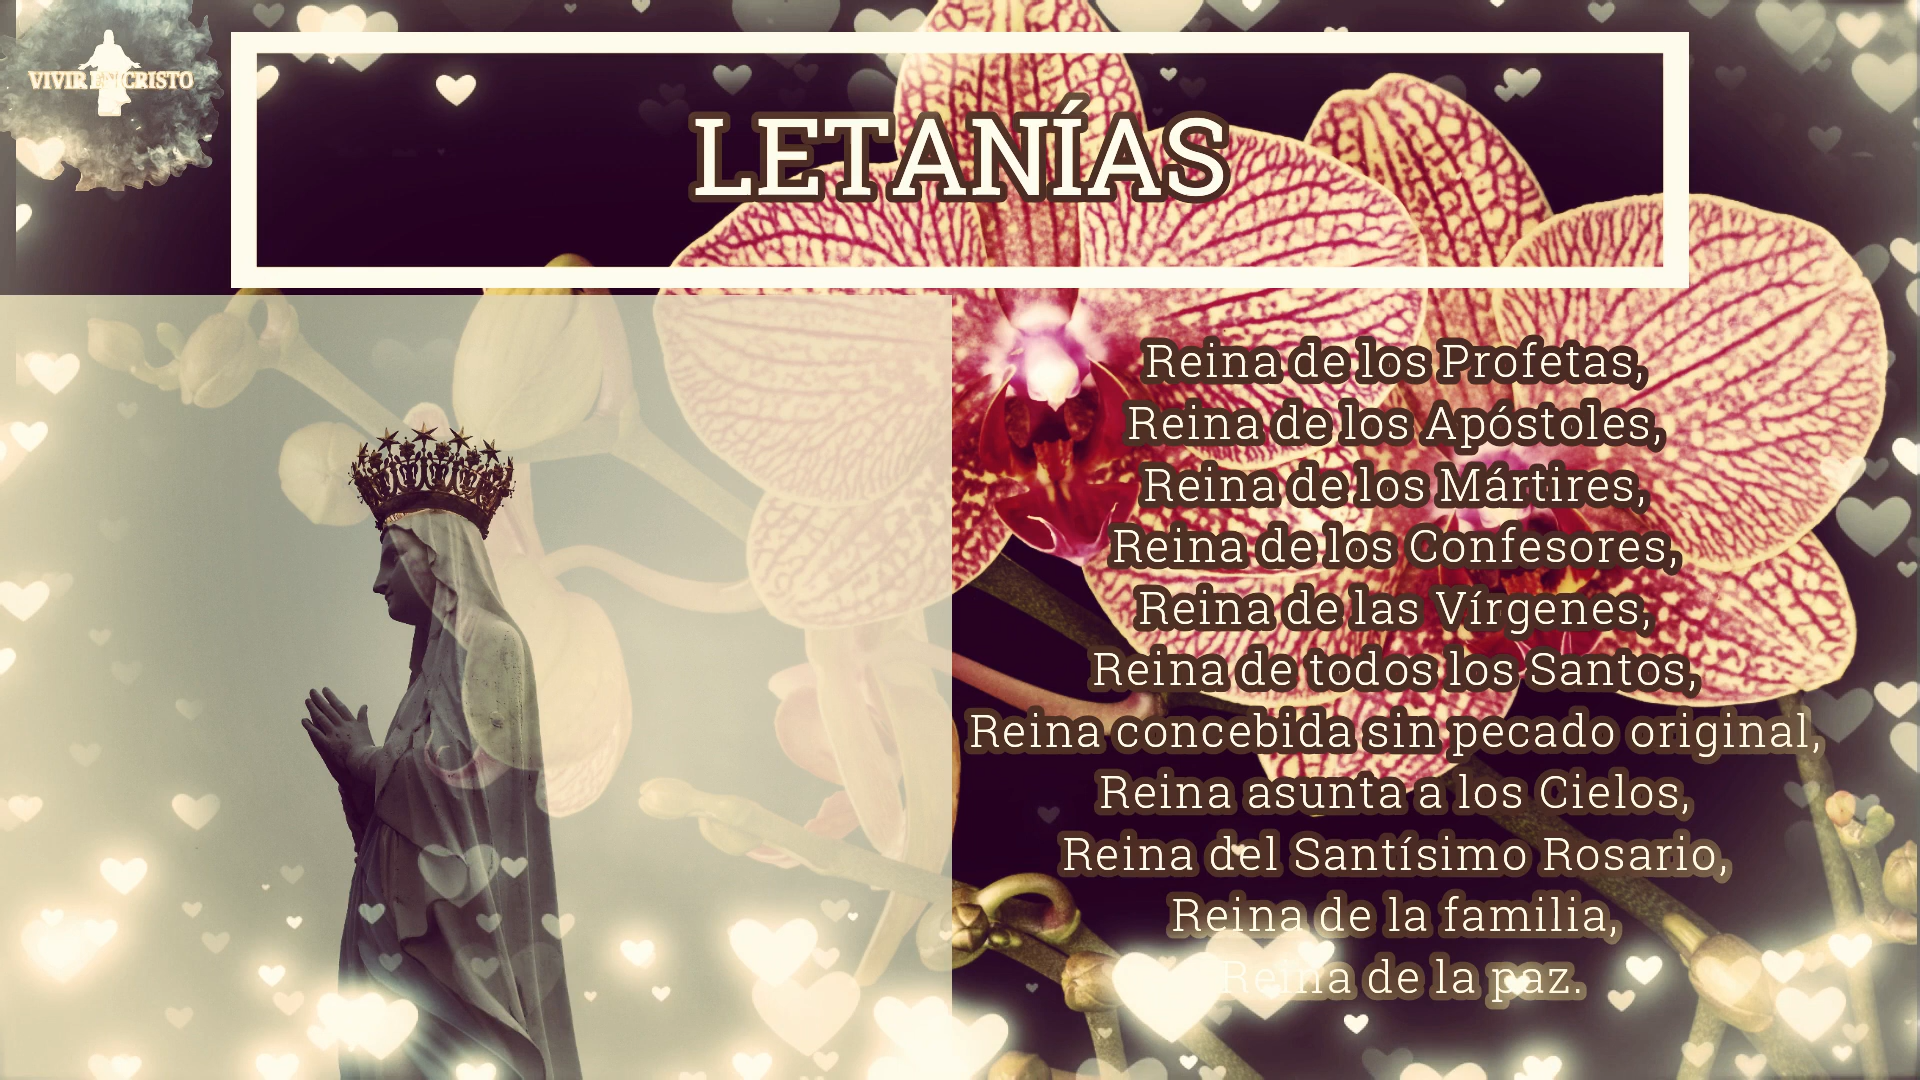 VIVIR EN CRISTO
LETANÍAS
Reina de los Profetas,
Reina de los Apóstoles,
Reina de los Mártires,
Reina de los Confesores,
Reina de las Vírgenes,
Reina de todos los Santos,
Reina concebida sin pecado original,
Reina asunta a los Cielos,
Reina del Santísimo Rosario,
Reina de la familia,
Reina de la paz.